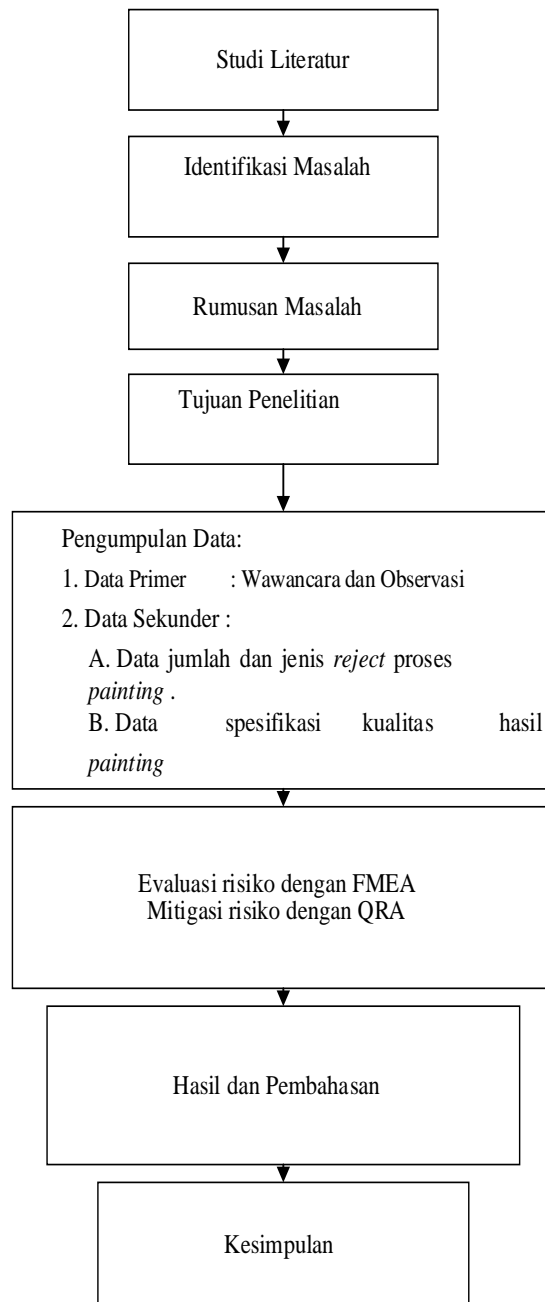 Studi Literatur
Identifikasi Masalah
Rumusan Masalah
Tujuan Penelitian
Pengumpulan Data:
1. Data Primer : Wawancara dan Observasi
2. Data Sekunder :
A. Data jumlah dan jenis reject proses
painting .
B. Data spesifikasi kualitas hasil
painting
Evaluasi risiko dengan FMEA
Mitigasi risiko dengan QRA
Hasil dan Pembahasan
Kesimpulan